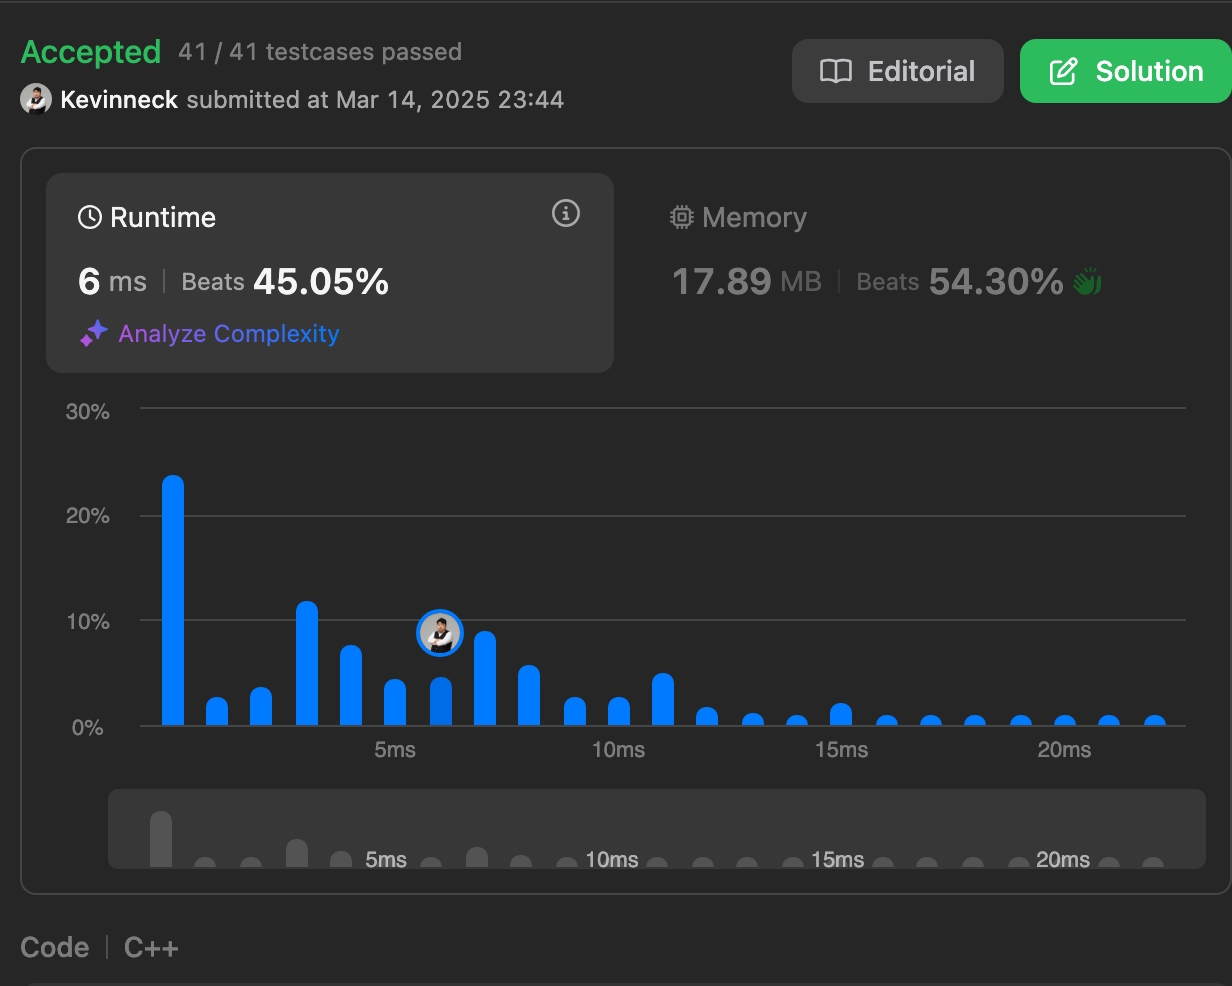 Accepted 41 / 41 testcases passed
Kevinneck submitted at Mar 14, 2025 23:44
Editorial
Solution
Runtime
6 ms | Beats 45.05%
Analyze Complexity
Memory
17.89 MB | Beats 54.30%
30%
20%
10%
0%
5ms 10ms 15ms 20ms
5ms 10ms 15ms 20ms
Code | C++